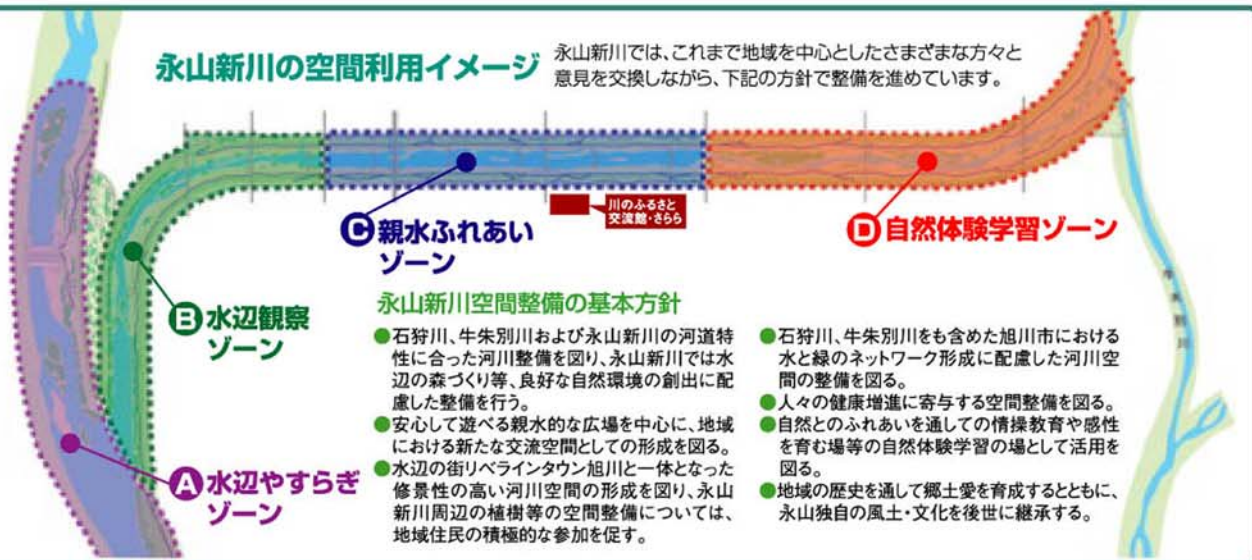 永山新川の空間利用イメージ
永山新川では、これまで地域を中心としたさまざまな方々と
意見を交換しながら、下記の方針で整備を進めています。
川のふるさと
交流館・さらら
C 親水ふれあい
ゾーン
D 自然体験学習ゾーン
B 水辺観察
ゾーン
A 水辺やすらぎ
ゾーン
永山新川空間整備の基本方針
●石狩川、牛朱別川および永山新川の河道特
性に合った河川整備を図り、永山新川では水
辺の森づくり等、良好な自然環境の創出に配
慮した整備を行う。
●安心して遊べる親水的な広場を中心に、地域
における新たな交流空間としての形成を図る。
●水辺の街リベラインタウン旭川と一体となった
修景性の高い河川空間の形成を図り、永山
新川周辺の植樹等の空間整備については、
地域住民の積極的な参加を促す。
●石狩川、牛朱別川をも含めた旭川市における
水と緑のネットワーク形成に配慮した河川空
間の整備を図る。
●人々の健康増進に寄与する空間整備を図る。
●自然とのふれあいを通しての情操教育や感性
を育む場等の自然体験学習の場として活用を
図る。
●地域の歴史を通して郷土愛を育成するとともに、
永山独自の風土・文化を後世に継承する。